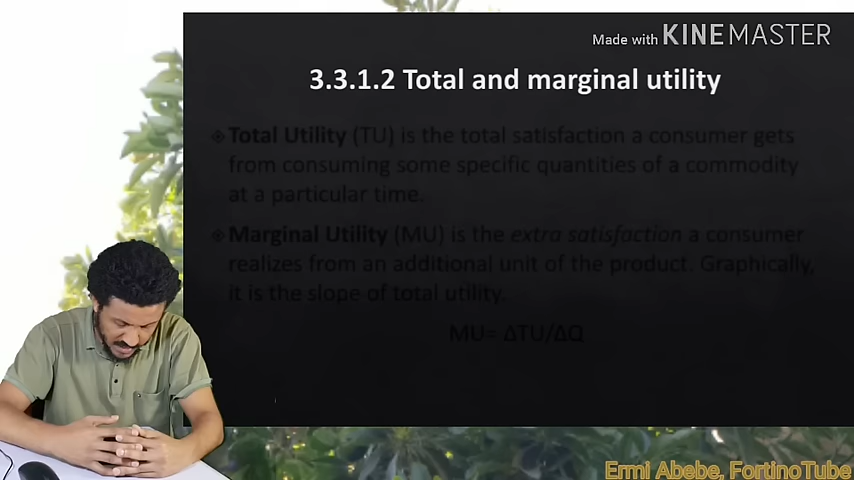 Made with KINEMASTER
3.3.1.2 Total and marginal utility
Total Utility (TU) is the total satisfaction a consumer gets
from consuming some specific quantities of a commodity
at a particular time.
Marginal Utility (MU) is the extra satisfaction a consumer
realizes from an additional unit of the product. Graphically,
it is the slope of total utility.
MU= ΔTU/ΔQ
Ermi Abebe, FortinoTube